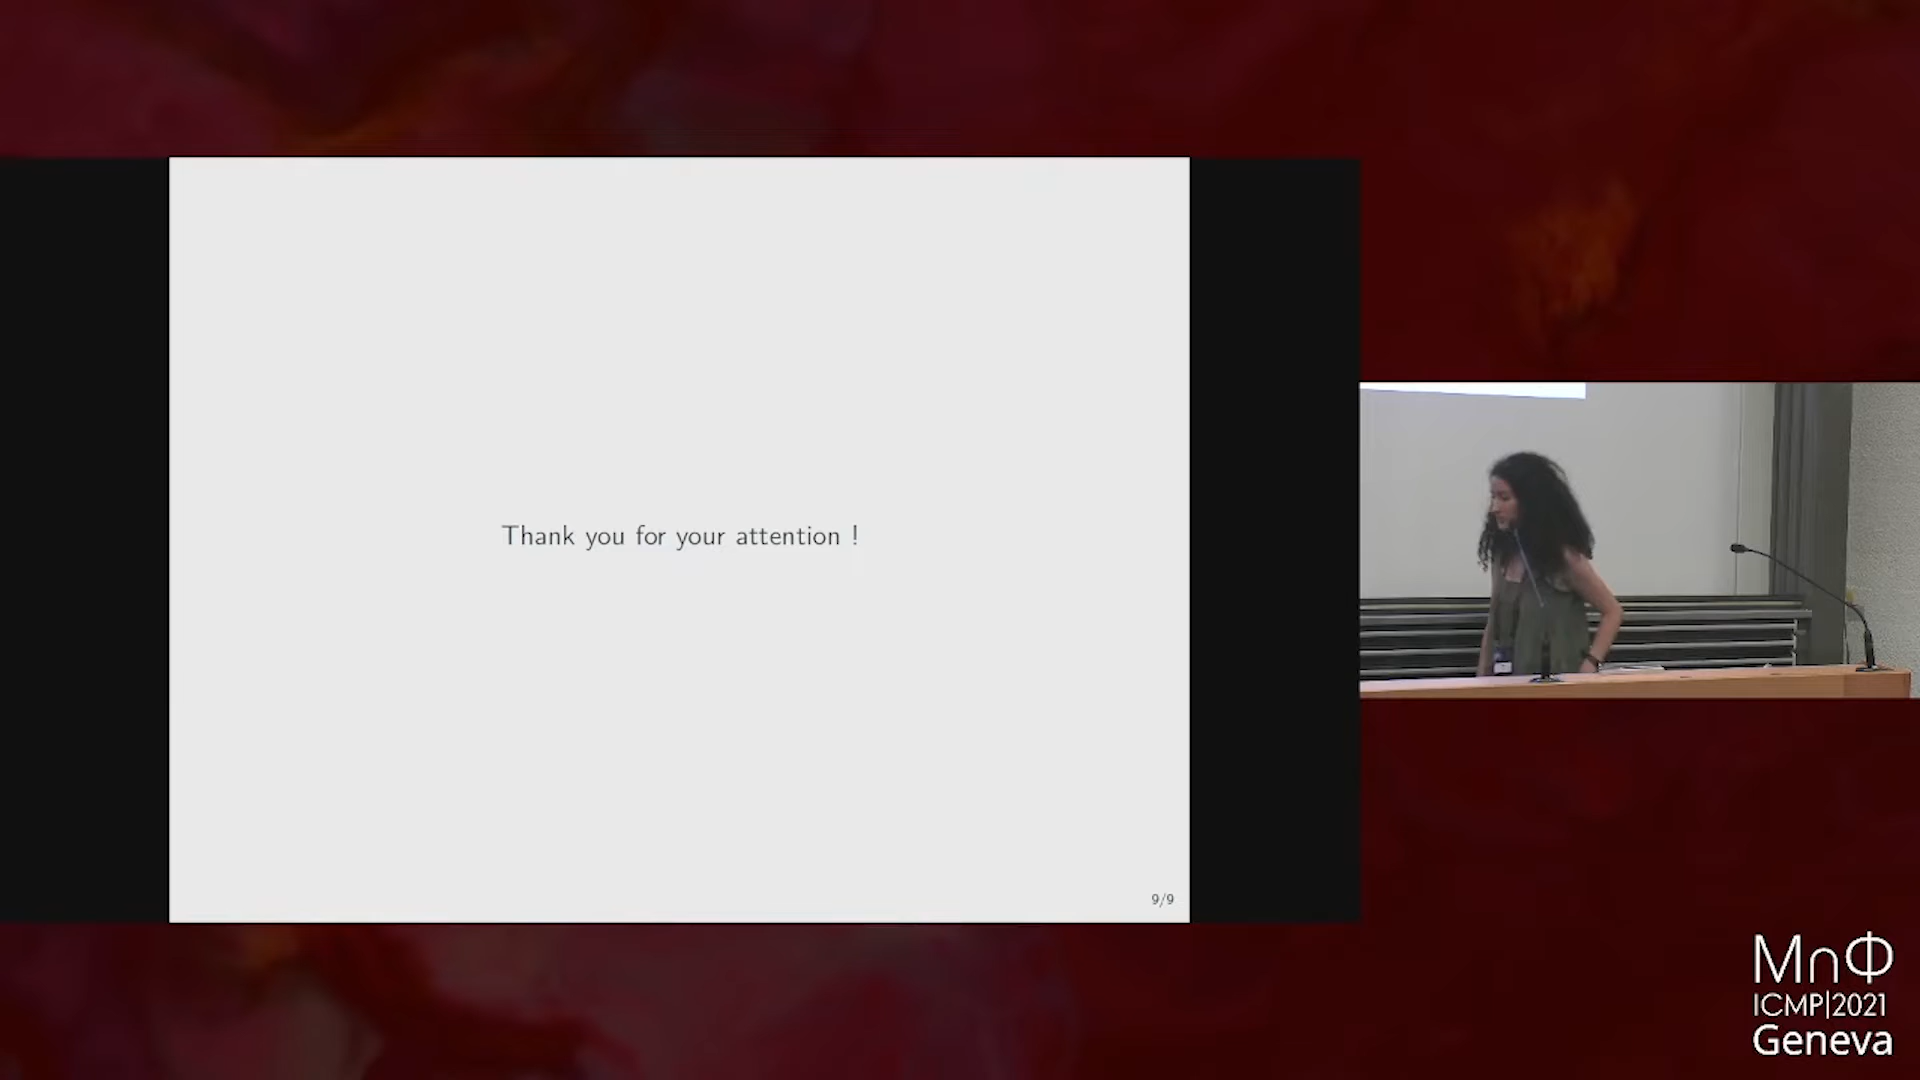 Thank you for your attention !
9/9
M∩Φ
ICMP|2021
Geneva